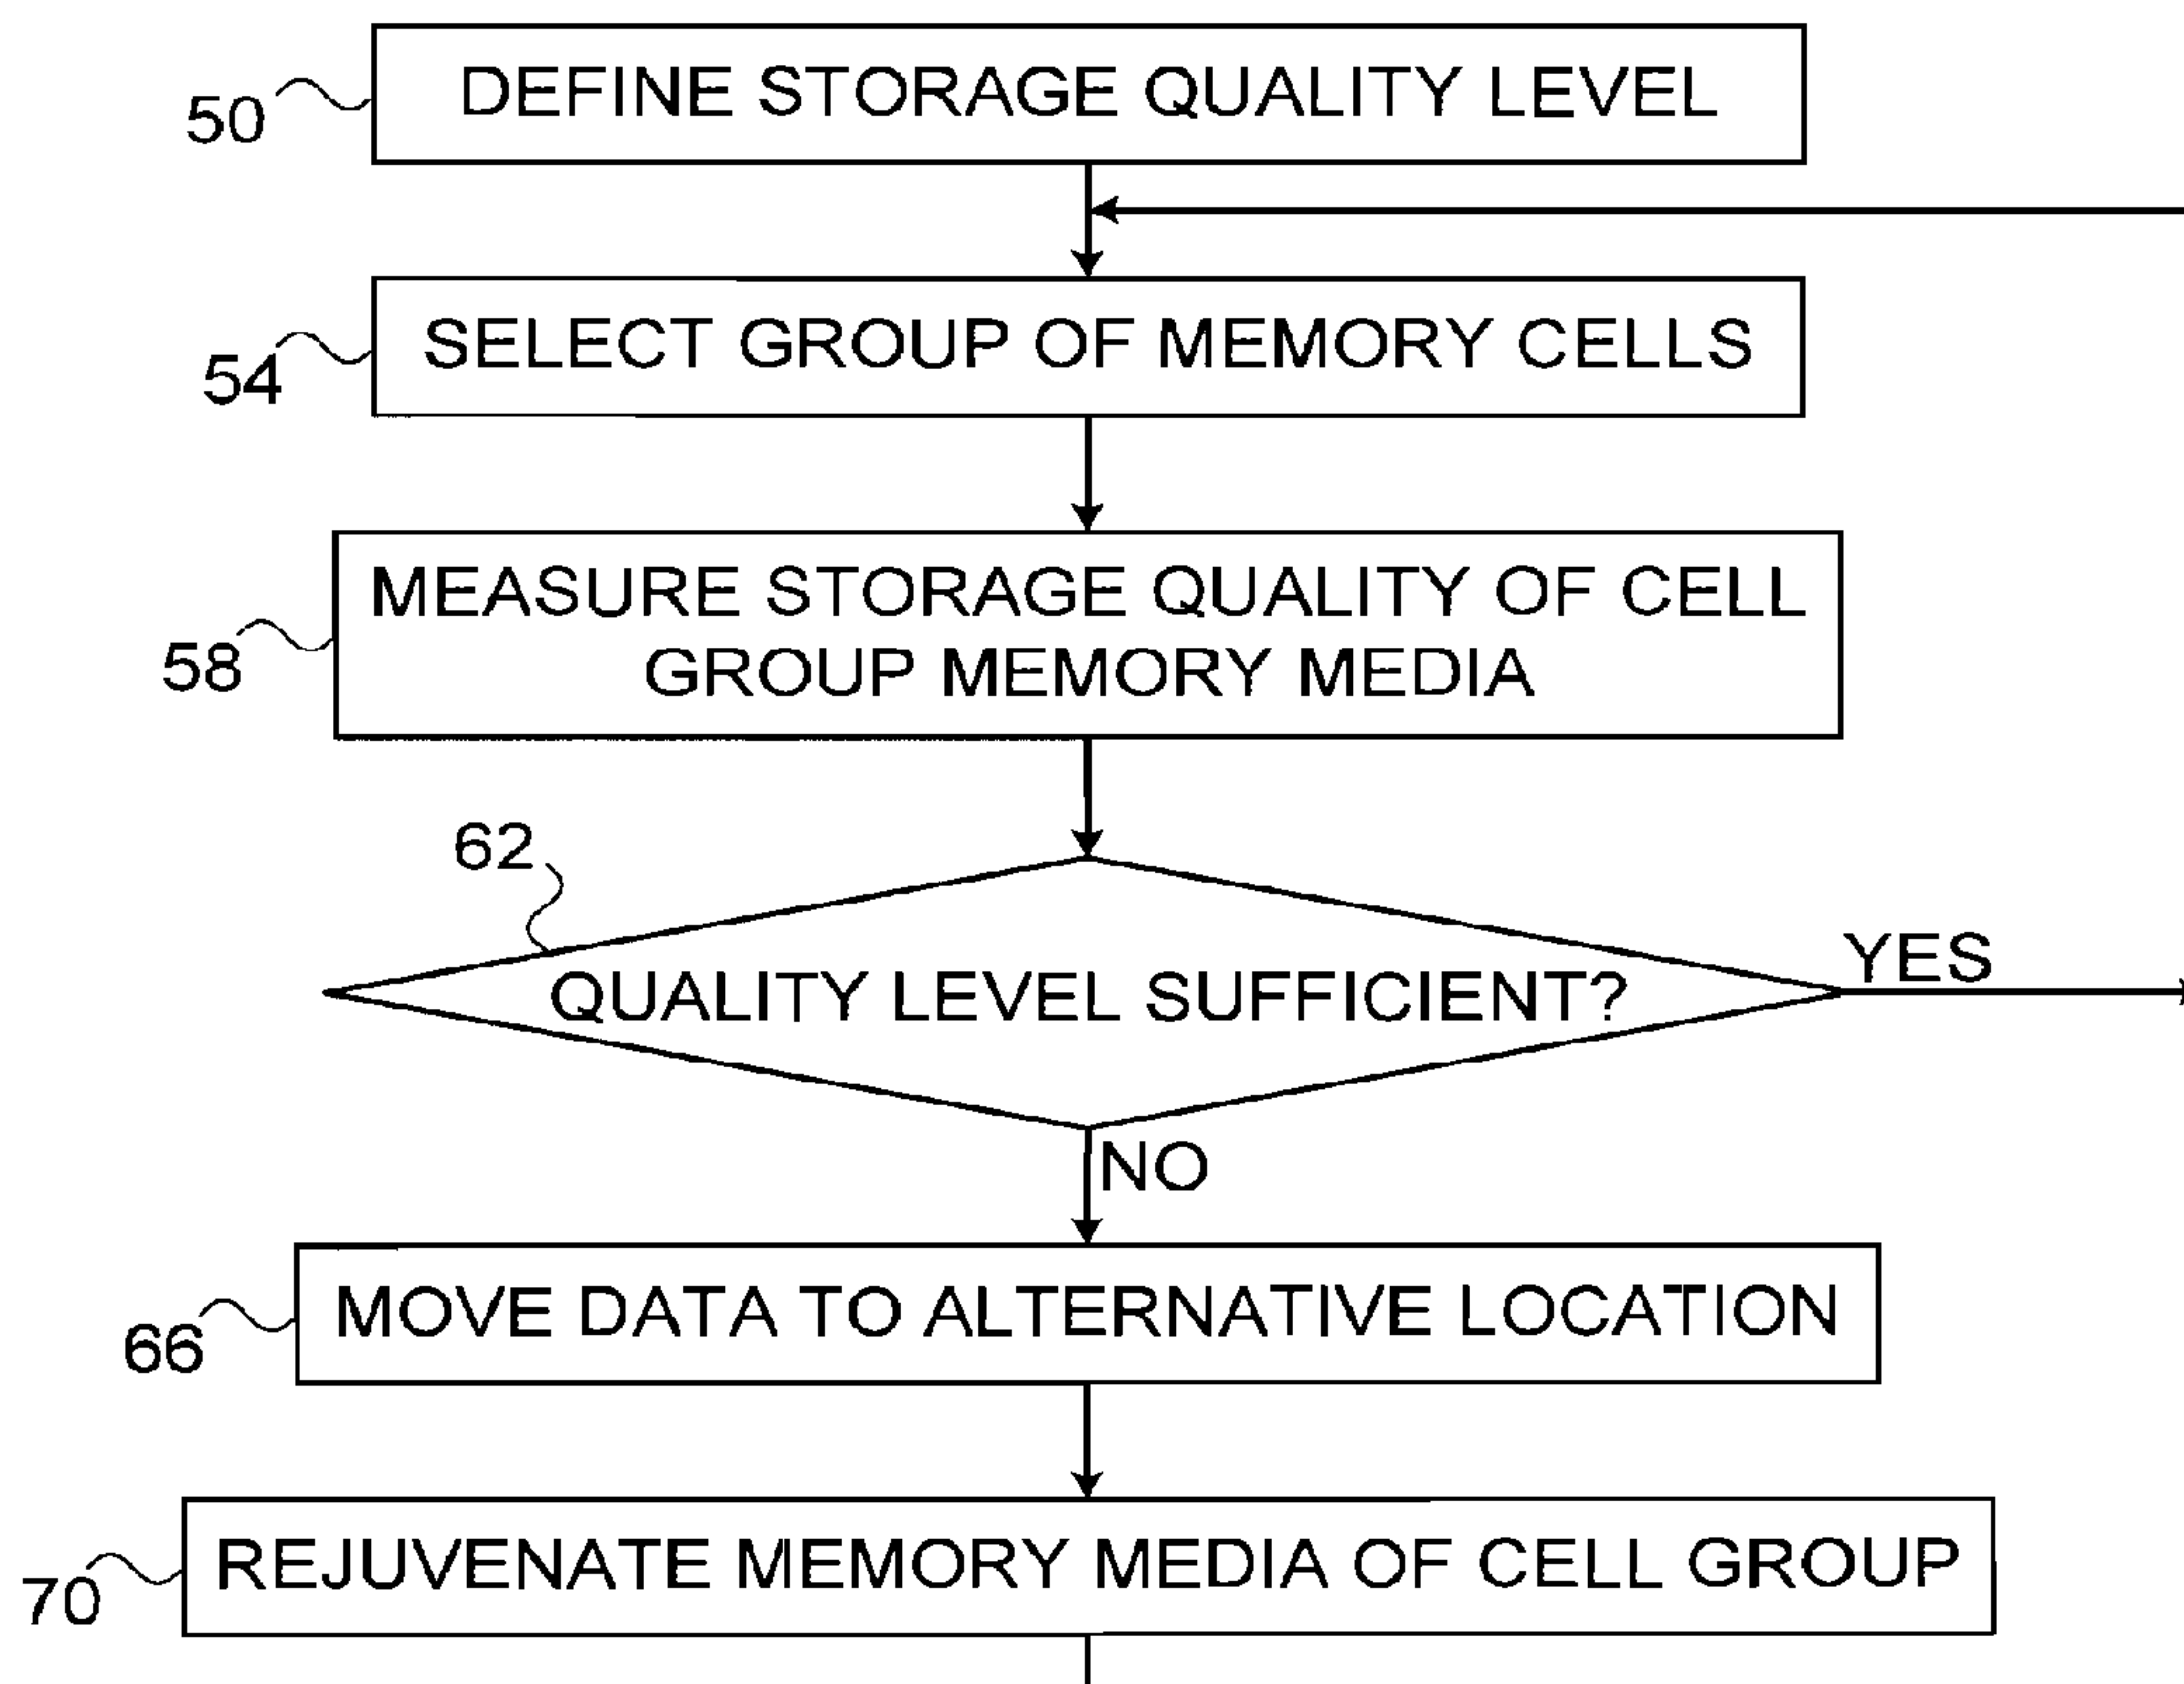 50
DEFINE STORAGE QUALITY LEVEL
54
SELECT GROUP OF MEMORY CELLS
58
MEASURE STORAGE QUALITY OF CELL
GROUP MEMORY MEDIA
62
QUALITY LEVEL SUFFICIENT?
YES
NO
66
MOVE DATA TO ALTERNATIVE LOCATION
70
REJUVENATE MEMORY MEDIA OF CELL GROUP